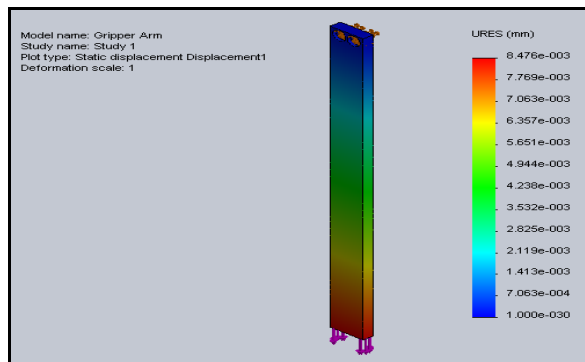 Model name: Gripper Arm
Study name: Study 1
Plot type: Static displacement Displacement1
Deformation scale: 1
URES (mm)
8.476e-003
7.769e-003
7.063e-003
6.357e-003
5.651e-003
4.944e-003
4.238e-003
3.532e-003
2.825e-003
2.119e-003
1.413e-003
7.063e-004
1.000e-030